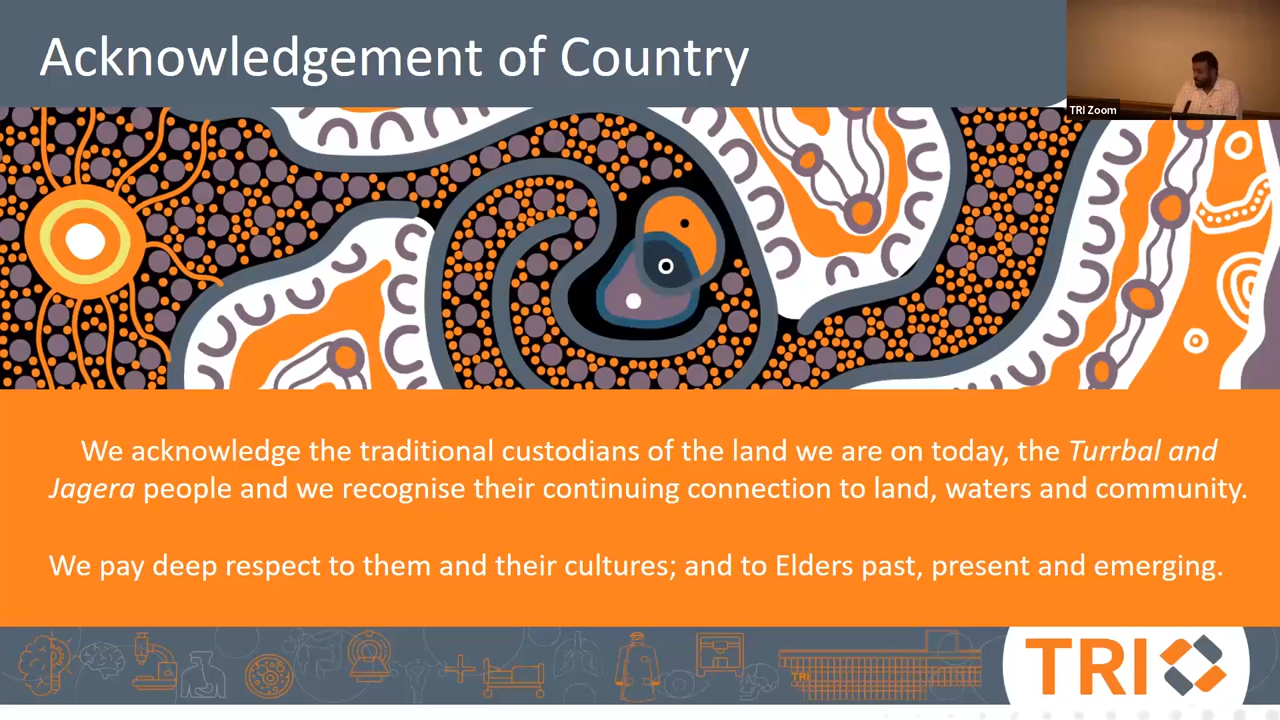 Acknowledgement of Country
TRI Zoom
We acknowledge the traditional custodians of the land we are on today, the Turrbal and
Jagera people and we recognise their continuing connection to land, waters and community.
We pay deep respect to them and their cultures; and to Elders past, present and emerging.
TRI
TRI